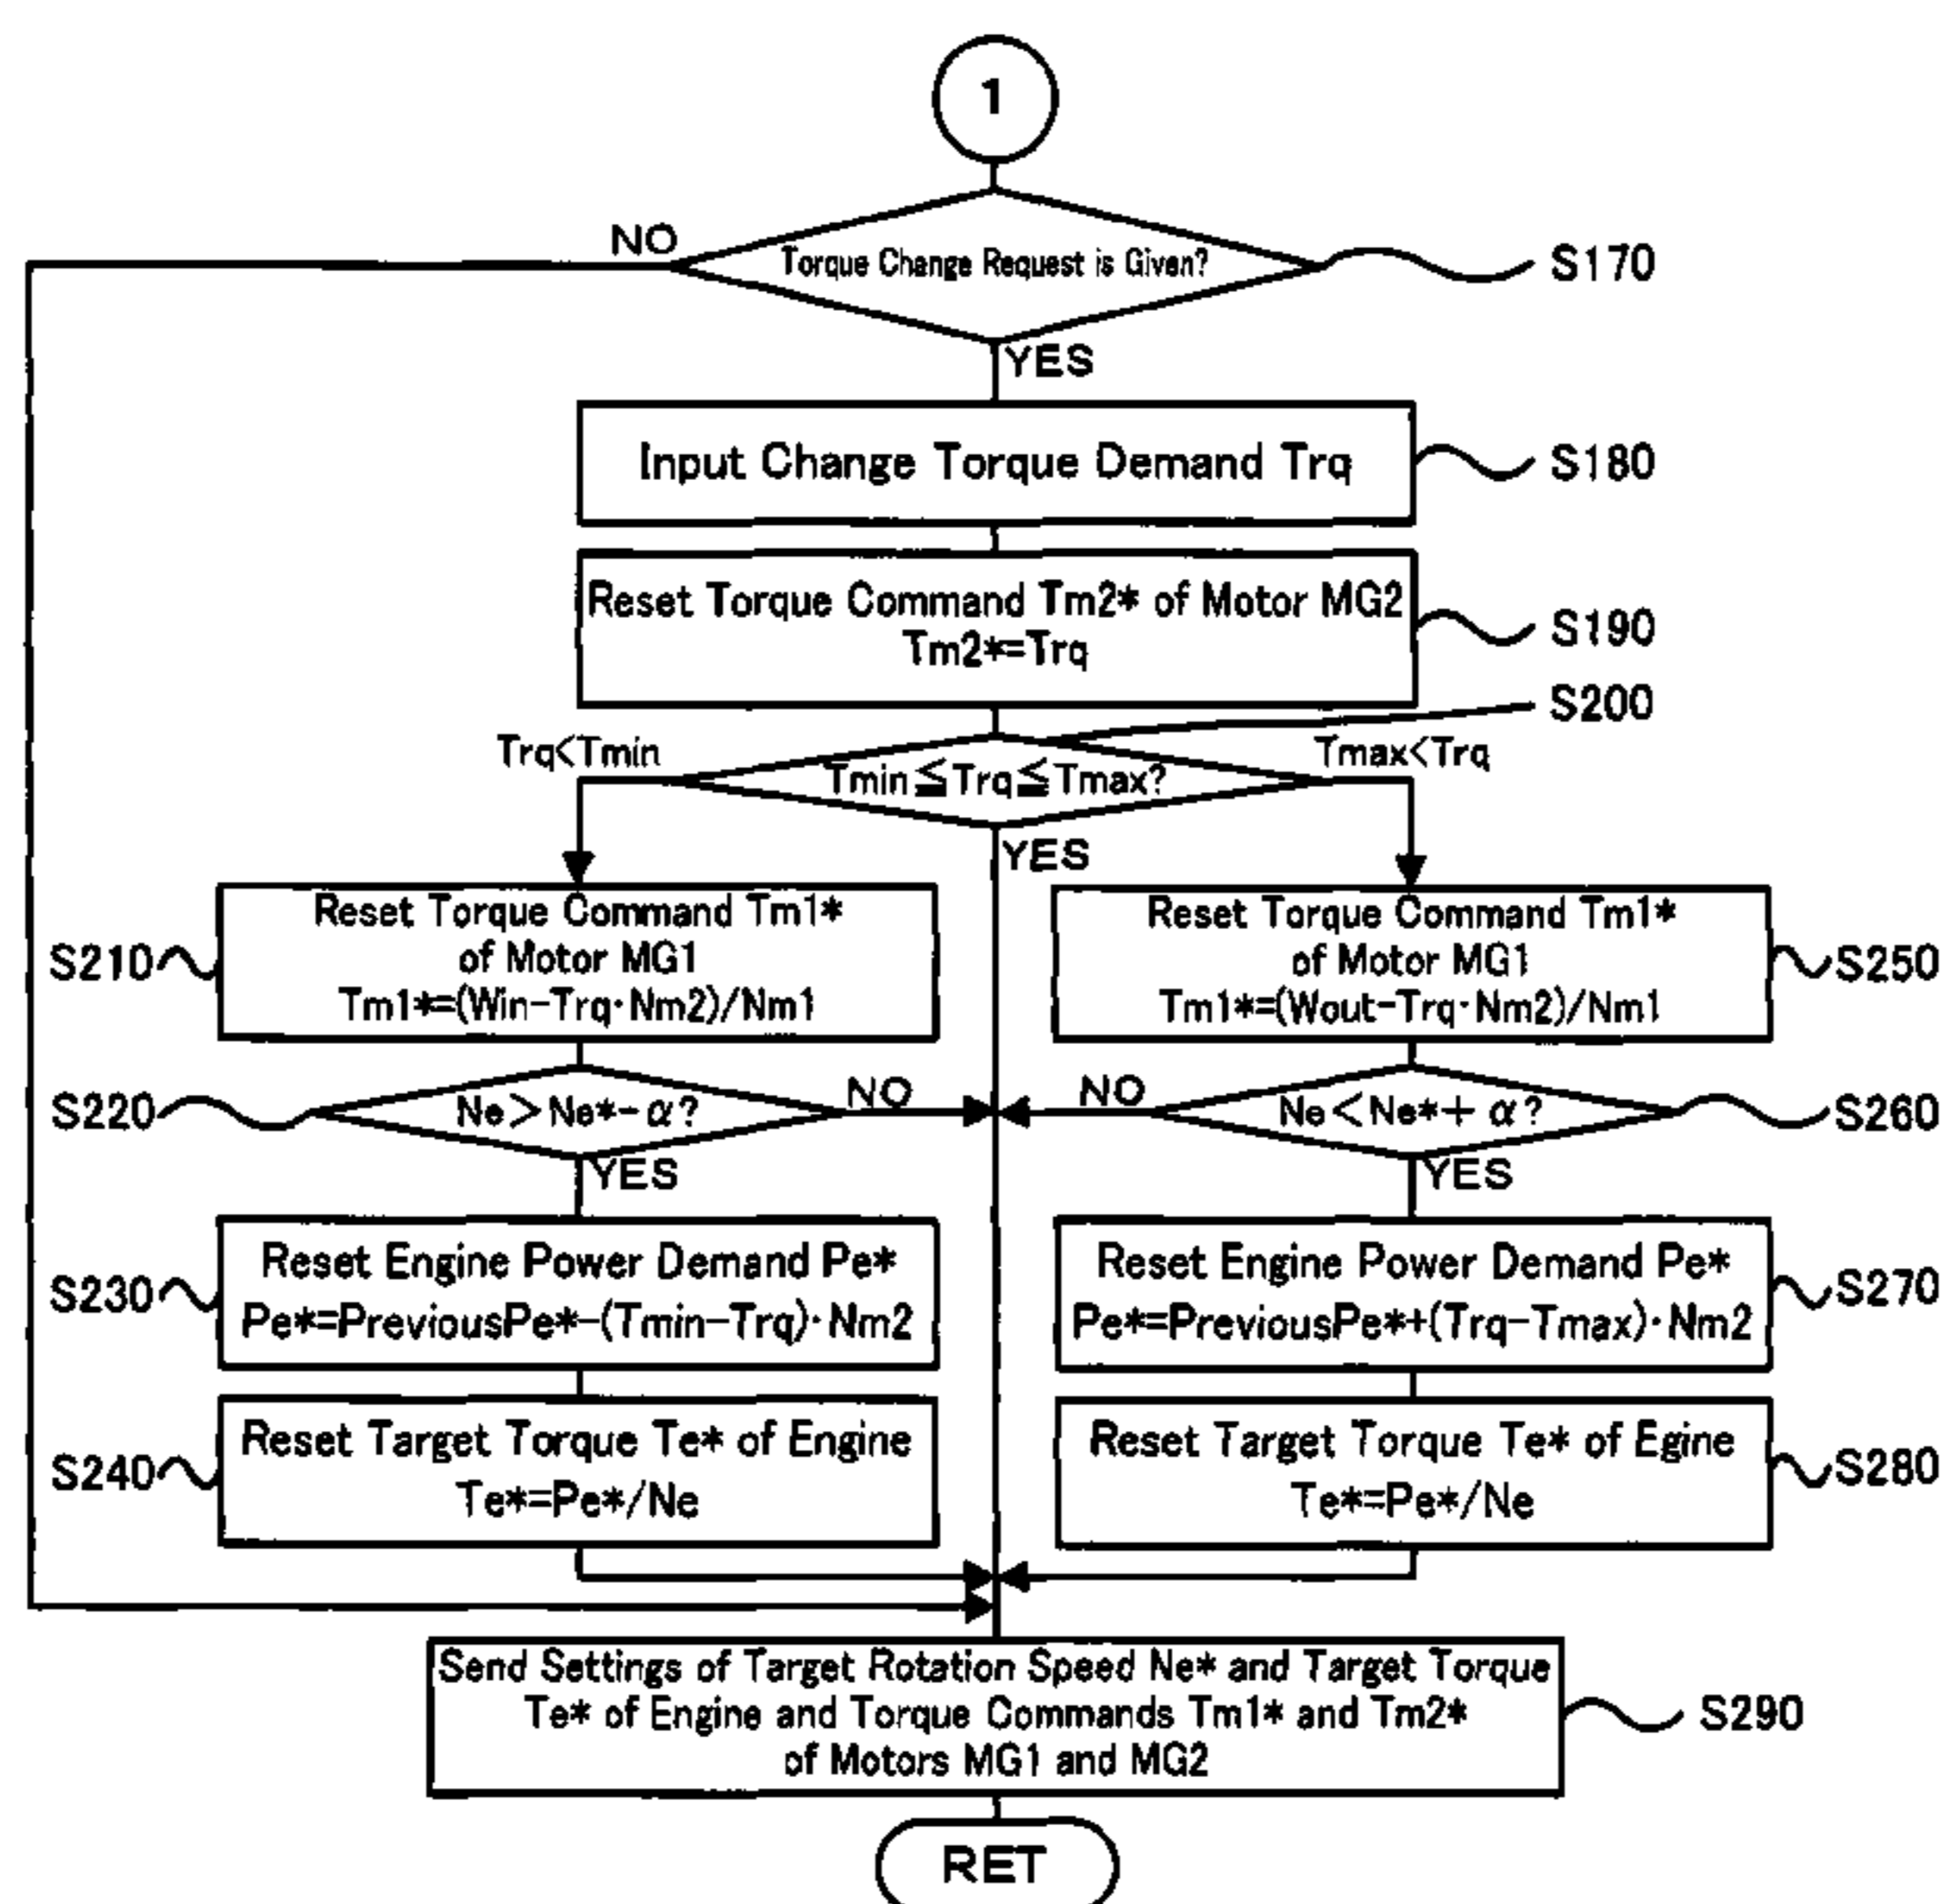 1
NO
Torque Change Request is Given?
S170
YES
Input Change Torque Demand Trq
S180
Reset Torque Command Tm2* of Motor MG2
Tm2*=Trq
S190
S200
Trq<Tmin
Tmin≦Trq≦Tmax?
Tmax<Trq
YES
Reset Torque Command Tm1*
of Motor MG1
Tm1*=(Win-Trq·Nm2)/Nm1
S210
Reset Torque Command Tm1*
of Motor MG1
Tm1*=(Wout-Trq·Nm2)/Nm1
S250
S220
Ne>Ne*-α?
NO
YES
NO
Ne<Ne*+α?
S260
YES
Reset Engine Power Demand Pe*
Pe*=PreviousPe*-(Tmin-Trq)·Nm2
S230
Reset Engine Power Demand Pe*
Pe*=PreviousPe*+(Trq-Tmax)·Nm2
S270
Reset Target Torque Te* of Engine
Te*=Pe*/Ne
S240
Reset Target Torque Te* of Egine
Te*=Pe*/Ne
S280
Send Settings of Target Rotation Speed Ne* and Target Torque
Te* of Engine and Torque Commands Tm1* and Tm2*
of Motors MG1 and MG2
S290
RET